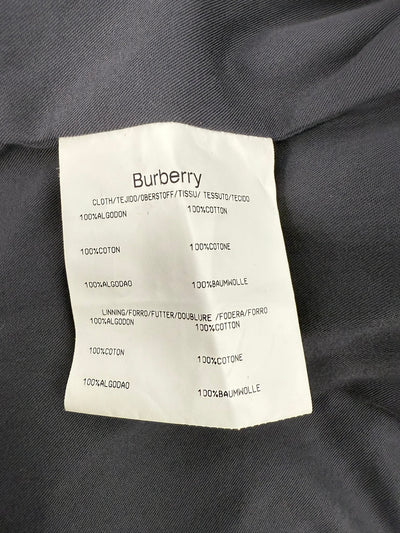 Burberry
CLOTH/TEJIDO/OBERSTOFF/TISSU/ TESSUTO/TECIDO
100%ALGODON 100%COTTON
100%COTON 100%COTONE
100%ALGODAO 100%BAUMWOLLE
LINNING/FORRO/FUTTER/DOUBLURE /FODERA/FORRO
100%ALGODON 100%COTTON
100%COTON 100%COTONE
100%ALGODAO 100%BAUMWOLLE